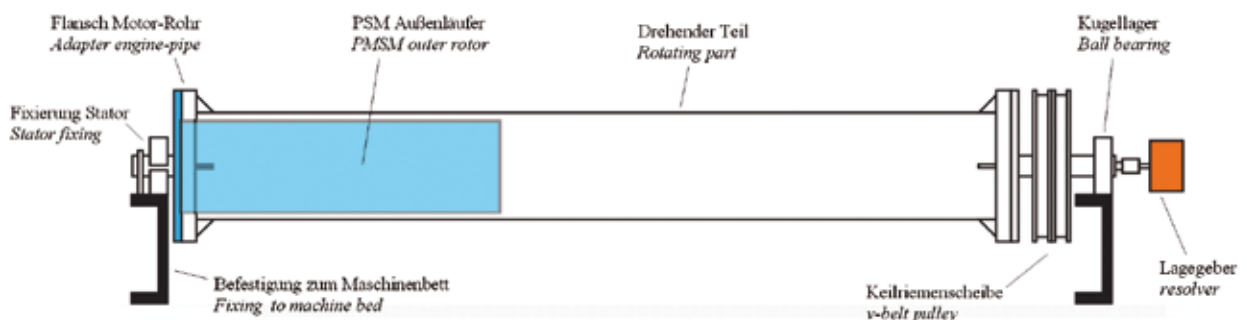 Flansch Motor-Rohr
Adapter engine-pipe
PSM Außenläufer
PMSM outer rotor
Drehender Teil
Rotating part
Kugellager
Ball bearing
Fixierung Stator
Stator fixing
Befestigung zum Maschinenbett
Fixing to machine bed
Keilriemenscheibe
v-belt pulley
Lagegeber
resolver